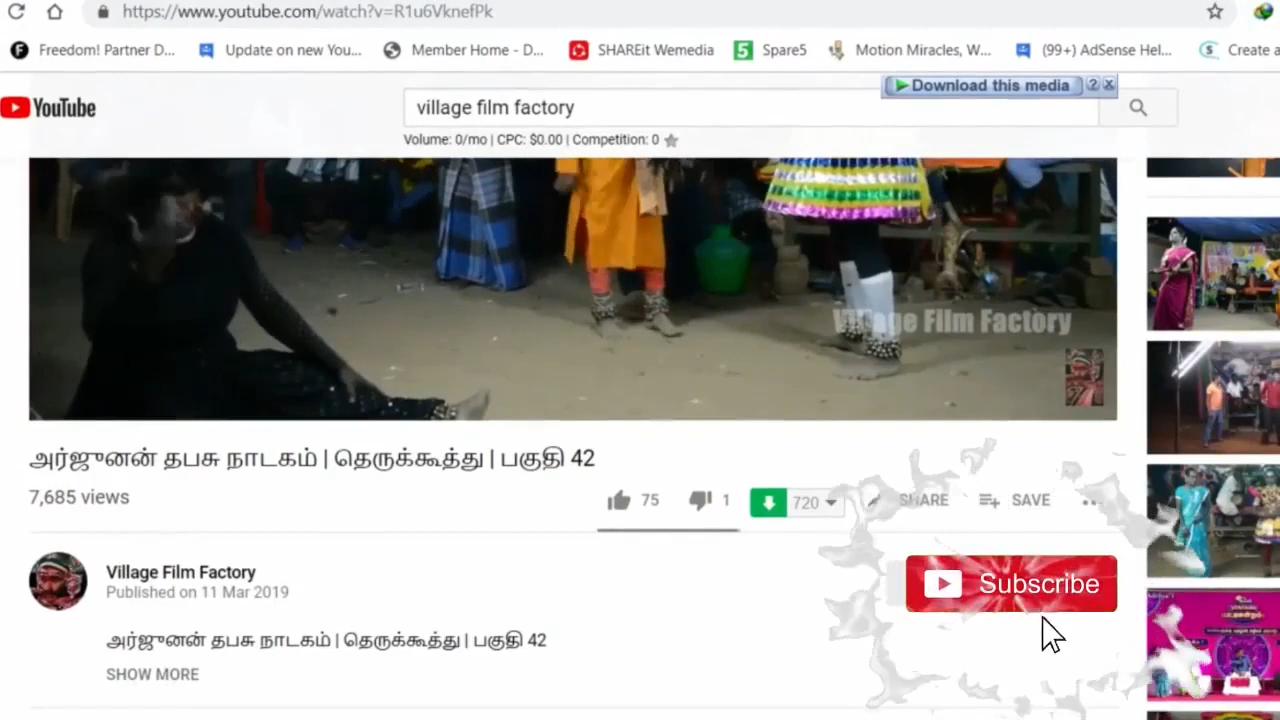 https://www.youtube.com/watch?v=R1u6VknefPk
Freedom! Partner D... Update on new You... Member Home - D... SHAREit Wemedia 5 Spare5 Motion Miracles, W... (99+) AdSense Hel... Create a
Download this media ? X
YouTube village film factory
Volume: 0/mo | CPC: $0.00 | Competition: 0
Village Film Factory
அர்ஜுனன் தபசு நாடகம் | தெருக்கூத்து | பகுதி 42
7,685 views 75 1 720 SHARE SAVE
Village Film Factory
Published on 11 Mar 2019
Subscribe
அர்ஜுனன் தபசு நாடகம் | தெருக்கூத்து | பகுதி 42
SHOW MORE